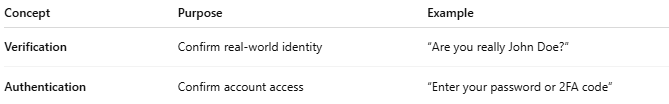 Concept Purpose Example
Verification Confirm real-world identity “Are you really John Doe?”
Authentication Confirm account access “Enter your password or 2FA code”